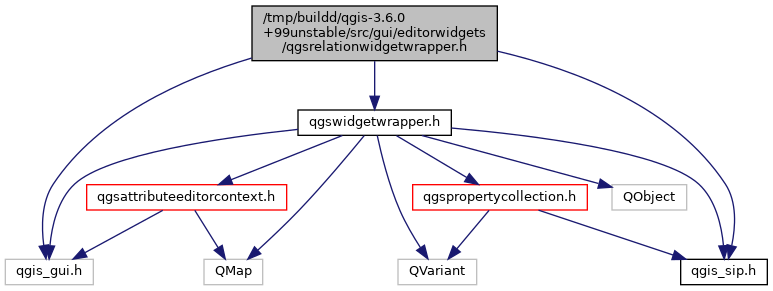 /tmp/buildd/qgis-3.6.0
+99unstable/src/gui/editorwidgets
/qgsrelationwidgetwrapper.h
qgswidgetwrapper.h
qgsattributeeditorcontext.h
qgspropertycollection.h
QObject
qgis_gui.h
QMap
QVariant
qgis_sip.h